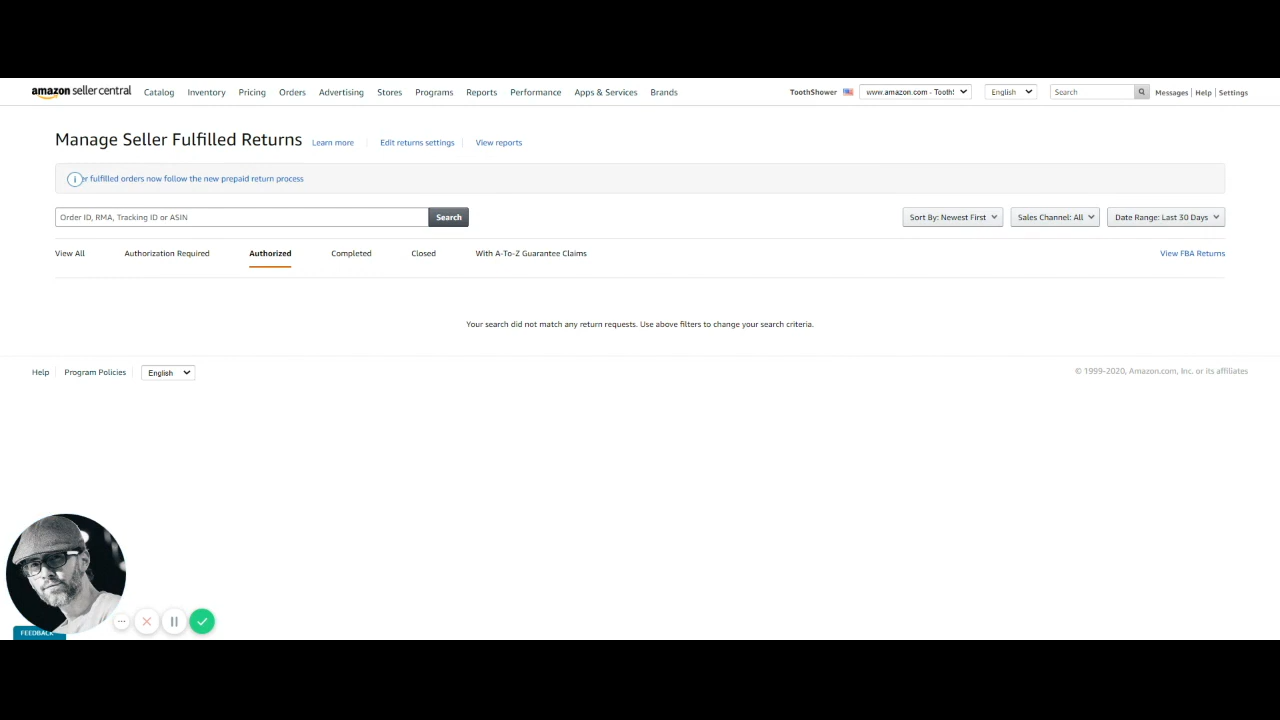 amazon seller central Catalog Inventory Pricing Orders Advertising Stores Programs Reports Performance Apps & Services Brands ToothShower www.amazon.com - ToothS English Search Messages | Help | Settings
Manage Seller Fulfilled Returns Learn more | Edit returns settings | View reports
i r fulfilled orders now follow the new prepaid return process
Order ID, RMA, Tracking ID or ASIN Search Sort By: Newest First Sales Channel: All Date Range: Last 30 Days
View All Authorization Required Authorized Completed Closed With A-To-Z Guarantee Claims View FBA Returns
Your search did not match any return requests. Use above filters to change your search criteria.
Help Program Policies English © 1999-2020, Amazon.com, Inc. or its affiliates
FEEDBACK